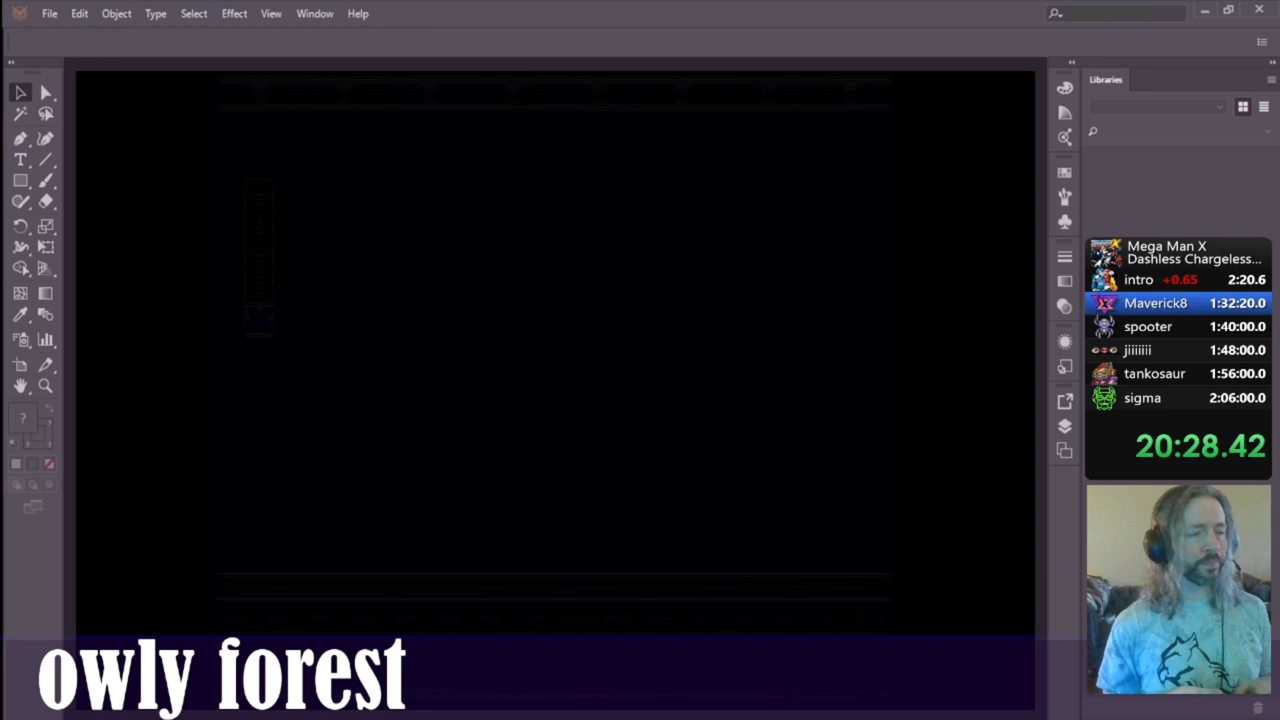 File Edit Object Type Select Effect View Window Help
Libraries
Mega Man X
Dashless Chargeless...
intro +0.65 2:20.6
Maverick8 1:32:20.0
spooter 1:40:00.0
jiiiiiii 1:48:00.0
tankosaur 1:56:00.0
sigma 2:06:00.0
20:28.42
owly forest